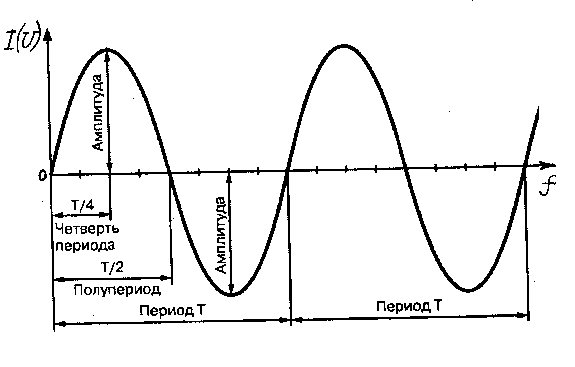 I(υ)
Амплитуда
0
T/4
Четверть
периода
T/2
Полупериод
Амплитуда
Период T
Период T
f